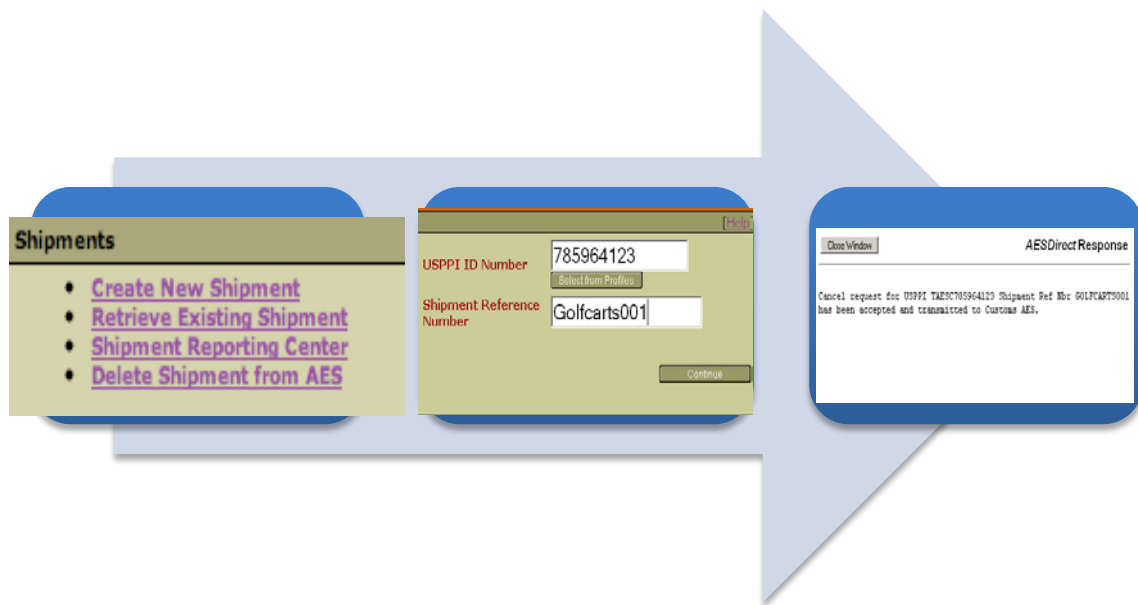 Shipments
Create New Shipment
Retrieve Existing Shipment
Shipment Reporting Center
Delete Shipment from AES
[Help]
USPPI ID Number
785964123
Select from Profiles
Shipment Reference
Number
Golfcarts001
Continue
Close Window
AESDirect Response
Cancel request for USPPI TAESC785964123 Shipment Ref Nbr GOLFCARTS001
has been accepted and transmitted to Customs AES.